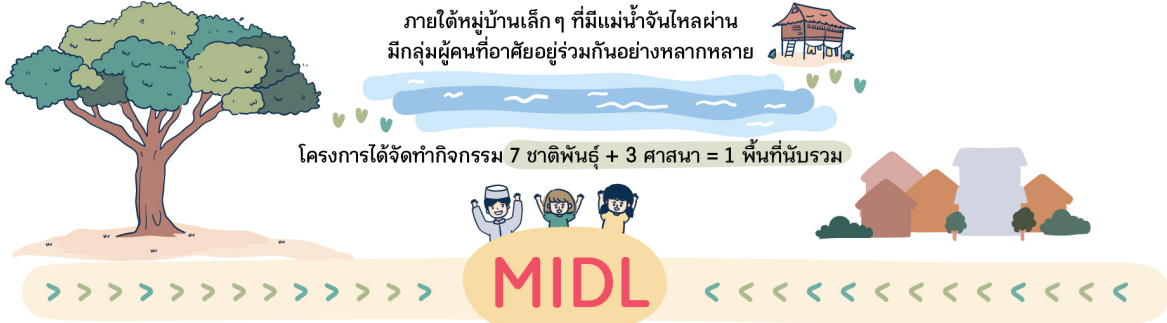 ภายใต้หมู่บ้านเล็ก ๆ ที่มีแม่น้ำจันไหลผ่าน
มีกลุ่มผู้คนที่อาศัยอยู่ร่วมกันอย่างหลากหลาย
โครงการได้จัดทำกิจกรรม 7 ชาติพันธุ์ + 3 ศาสนา = 1 พื้นที่นับรวม
MIDL